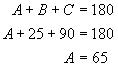 A + B + C = 180
A + 25 + 90 = 180
A = 65